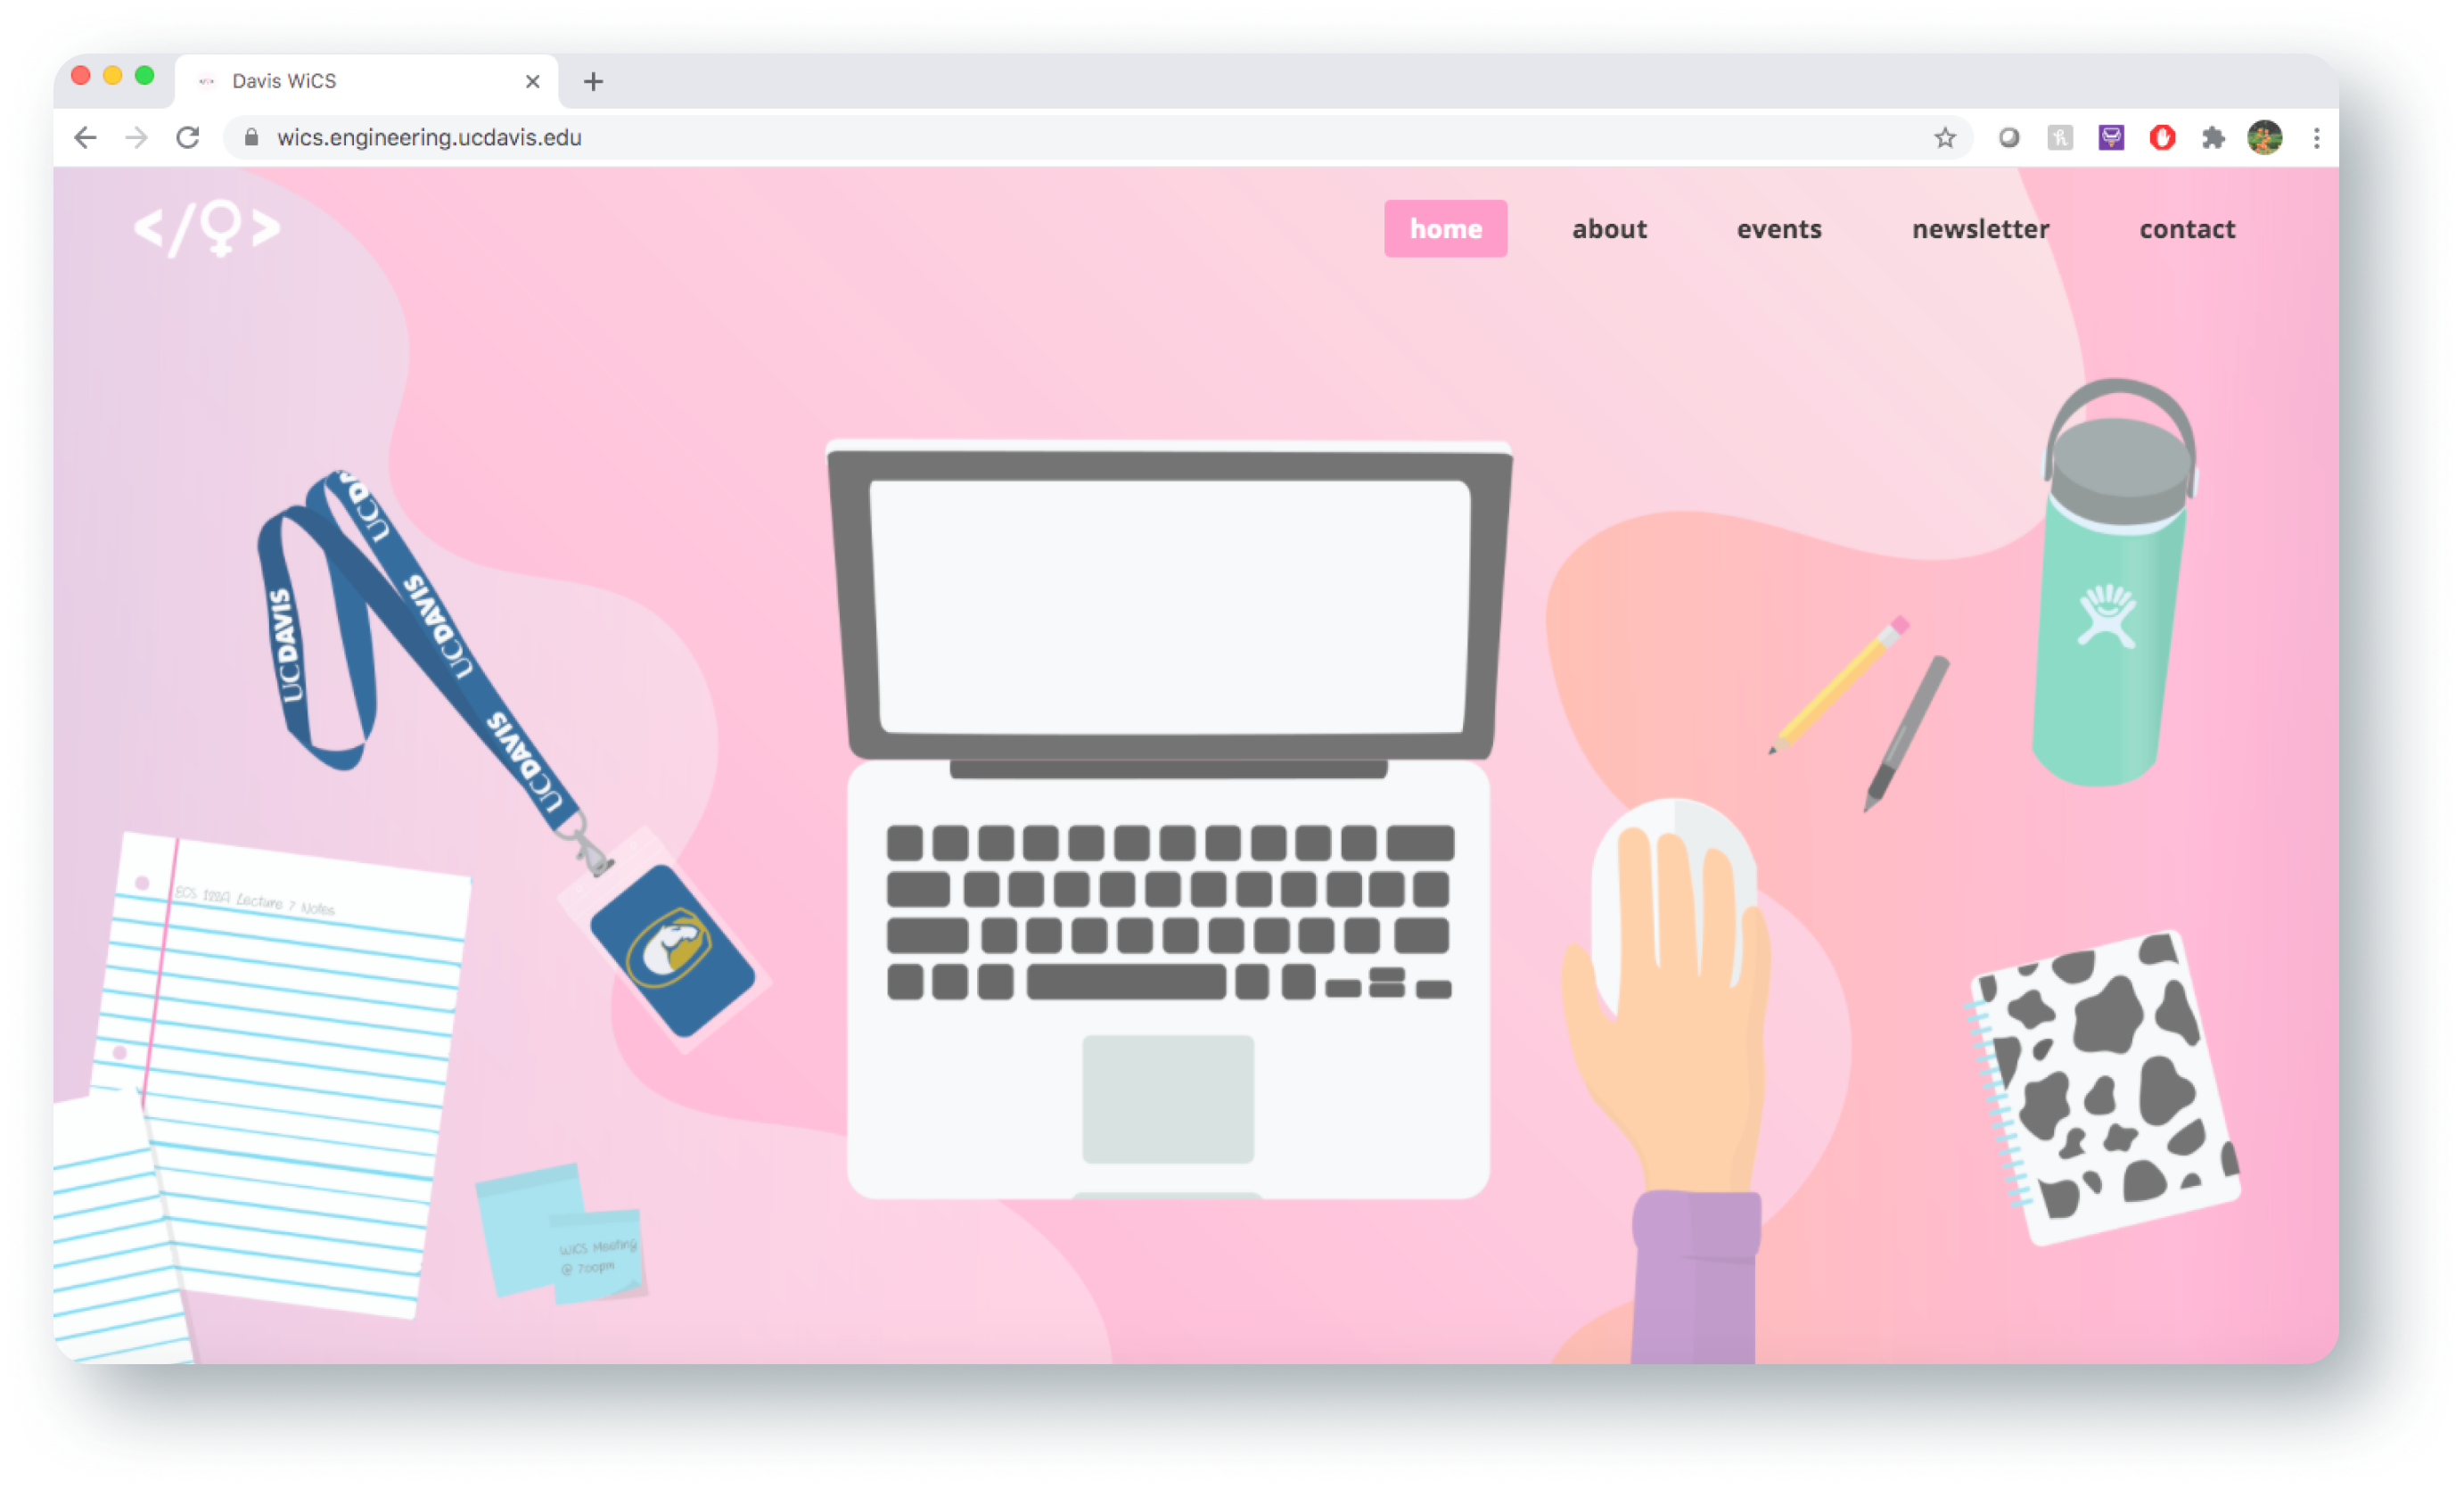 Davis WiCS
wics.engineering.ucdavis.edu
</♀>
home about events newsletter contact
UCDAVIS
UCDAVIS
UCDAVIS
UCDA
ECS 122A Lecture 7 Notes
WiCS Meeting
@ 7:00pm